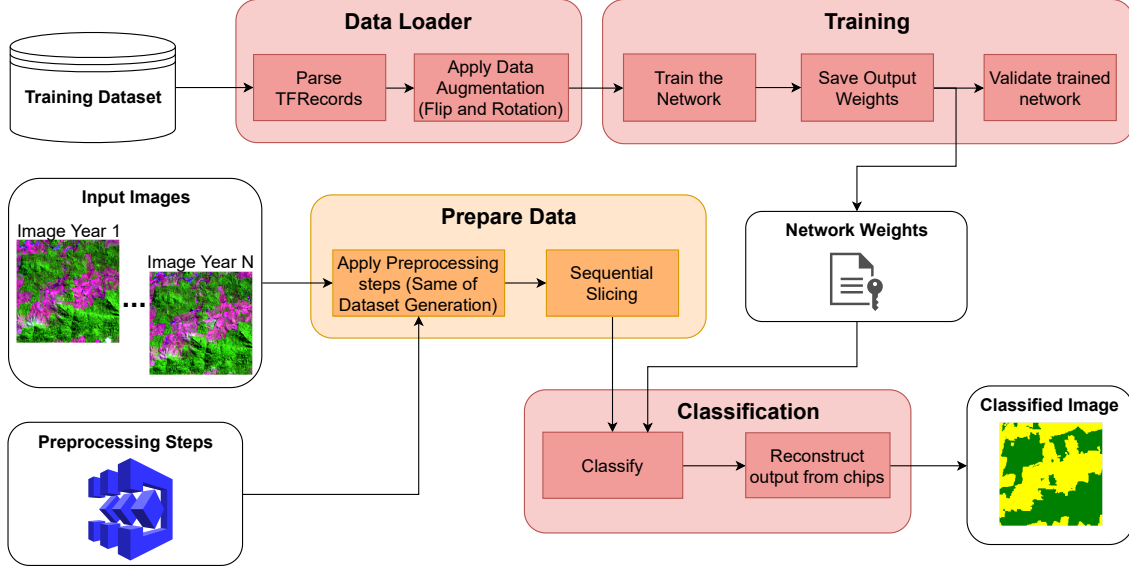 Data Loader
Training
Training Dataset
Parse
TFRecords
Apply Data
Augmentation
(Flip and Rotation)
Train the
Network
Save Output
Weights
Validate trained
network
Input Images
Image Year 1
Image Year N
...
Prepare Data
Apply Preprocessing
steps (Same of
Dataset Generation)
Sequential
Slicing
Network Weights
Preprocessing Steps
Classification
Classify
Reconstruct
output from chips
Classified Image